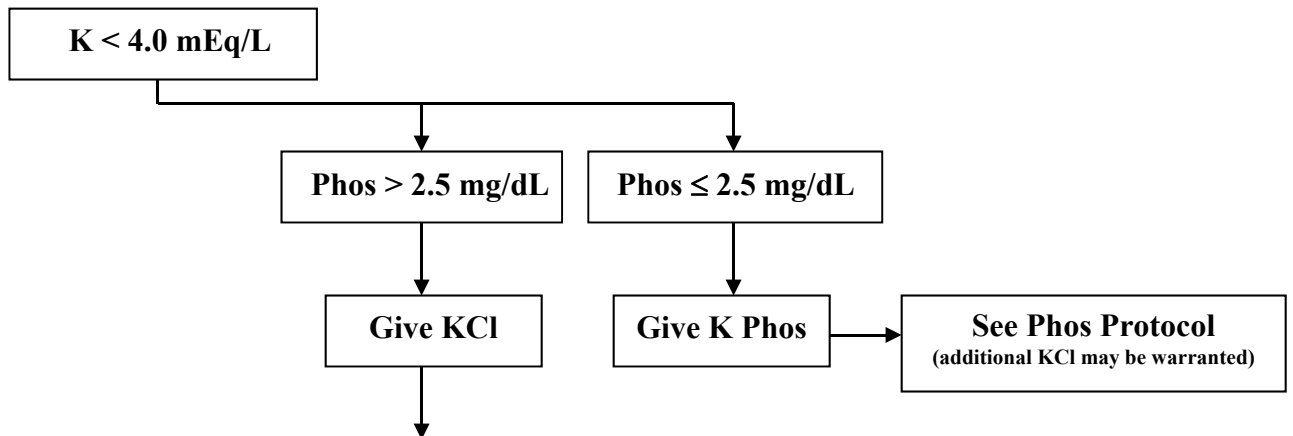 K < 4.0 mEq/L
Phos > 2.5 mg/dL
Phos ≤ 2.5 mg/dL
Give KCl
Give K Phos
See Phos Protocol
(additional KCl may be warranted)